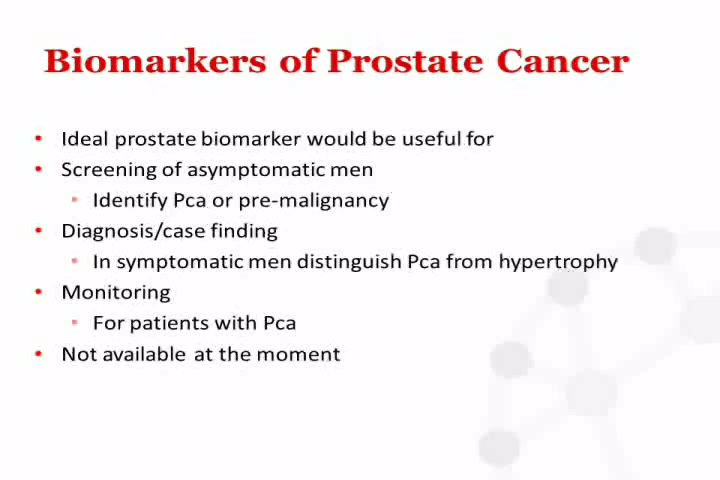 Biomarkers of Prostate Cancer
• Ideal prostate biomarker would be useful for
• Screening of asymptomatic men
• Identify Pca or pre-malignancy
• Diagnosis/case finding
• In symptomatic men distinguish Pca from hypertrophy
• Monitoring
• For patients with Pca
• Not available at the moment